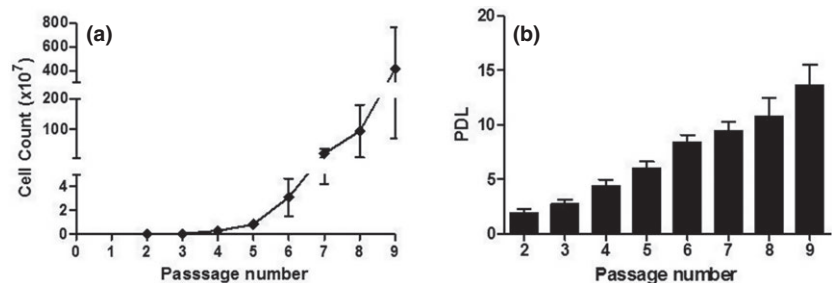 (a)
Cell Count (x10⁷)
800
600
400
200
100
4
2
0
0 1 2 3 4 5 6 7 8 9
Passsage number
(b)
PDL
20
15
10
5
0
2 3 4 5 6 7 8 9
Passage number